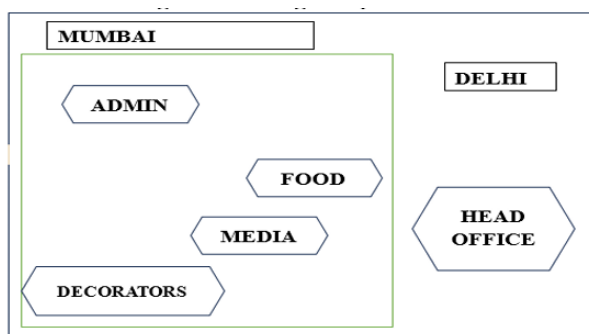 MUMBAI
DELHI
ADMIN
FOOD
HEAD
OFFICE
MEDIA
DECORATORS